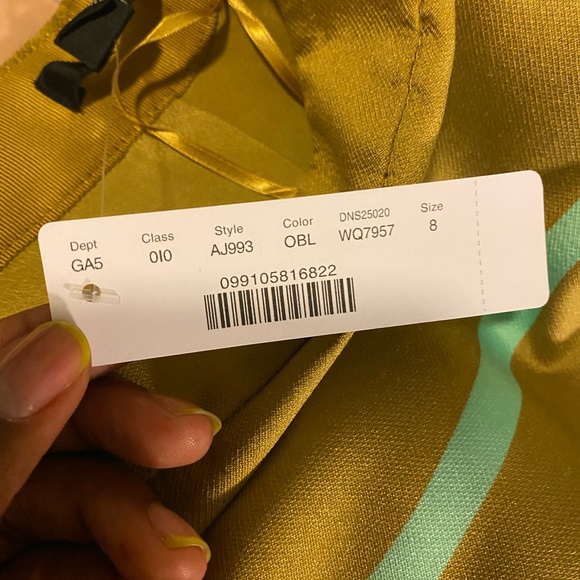 Dept Class Style Color DNS25020 Size
GA5 0I0 AJ993 OBL WQ7957 8
099105816822